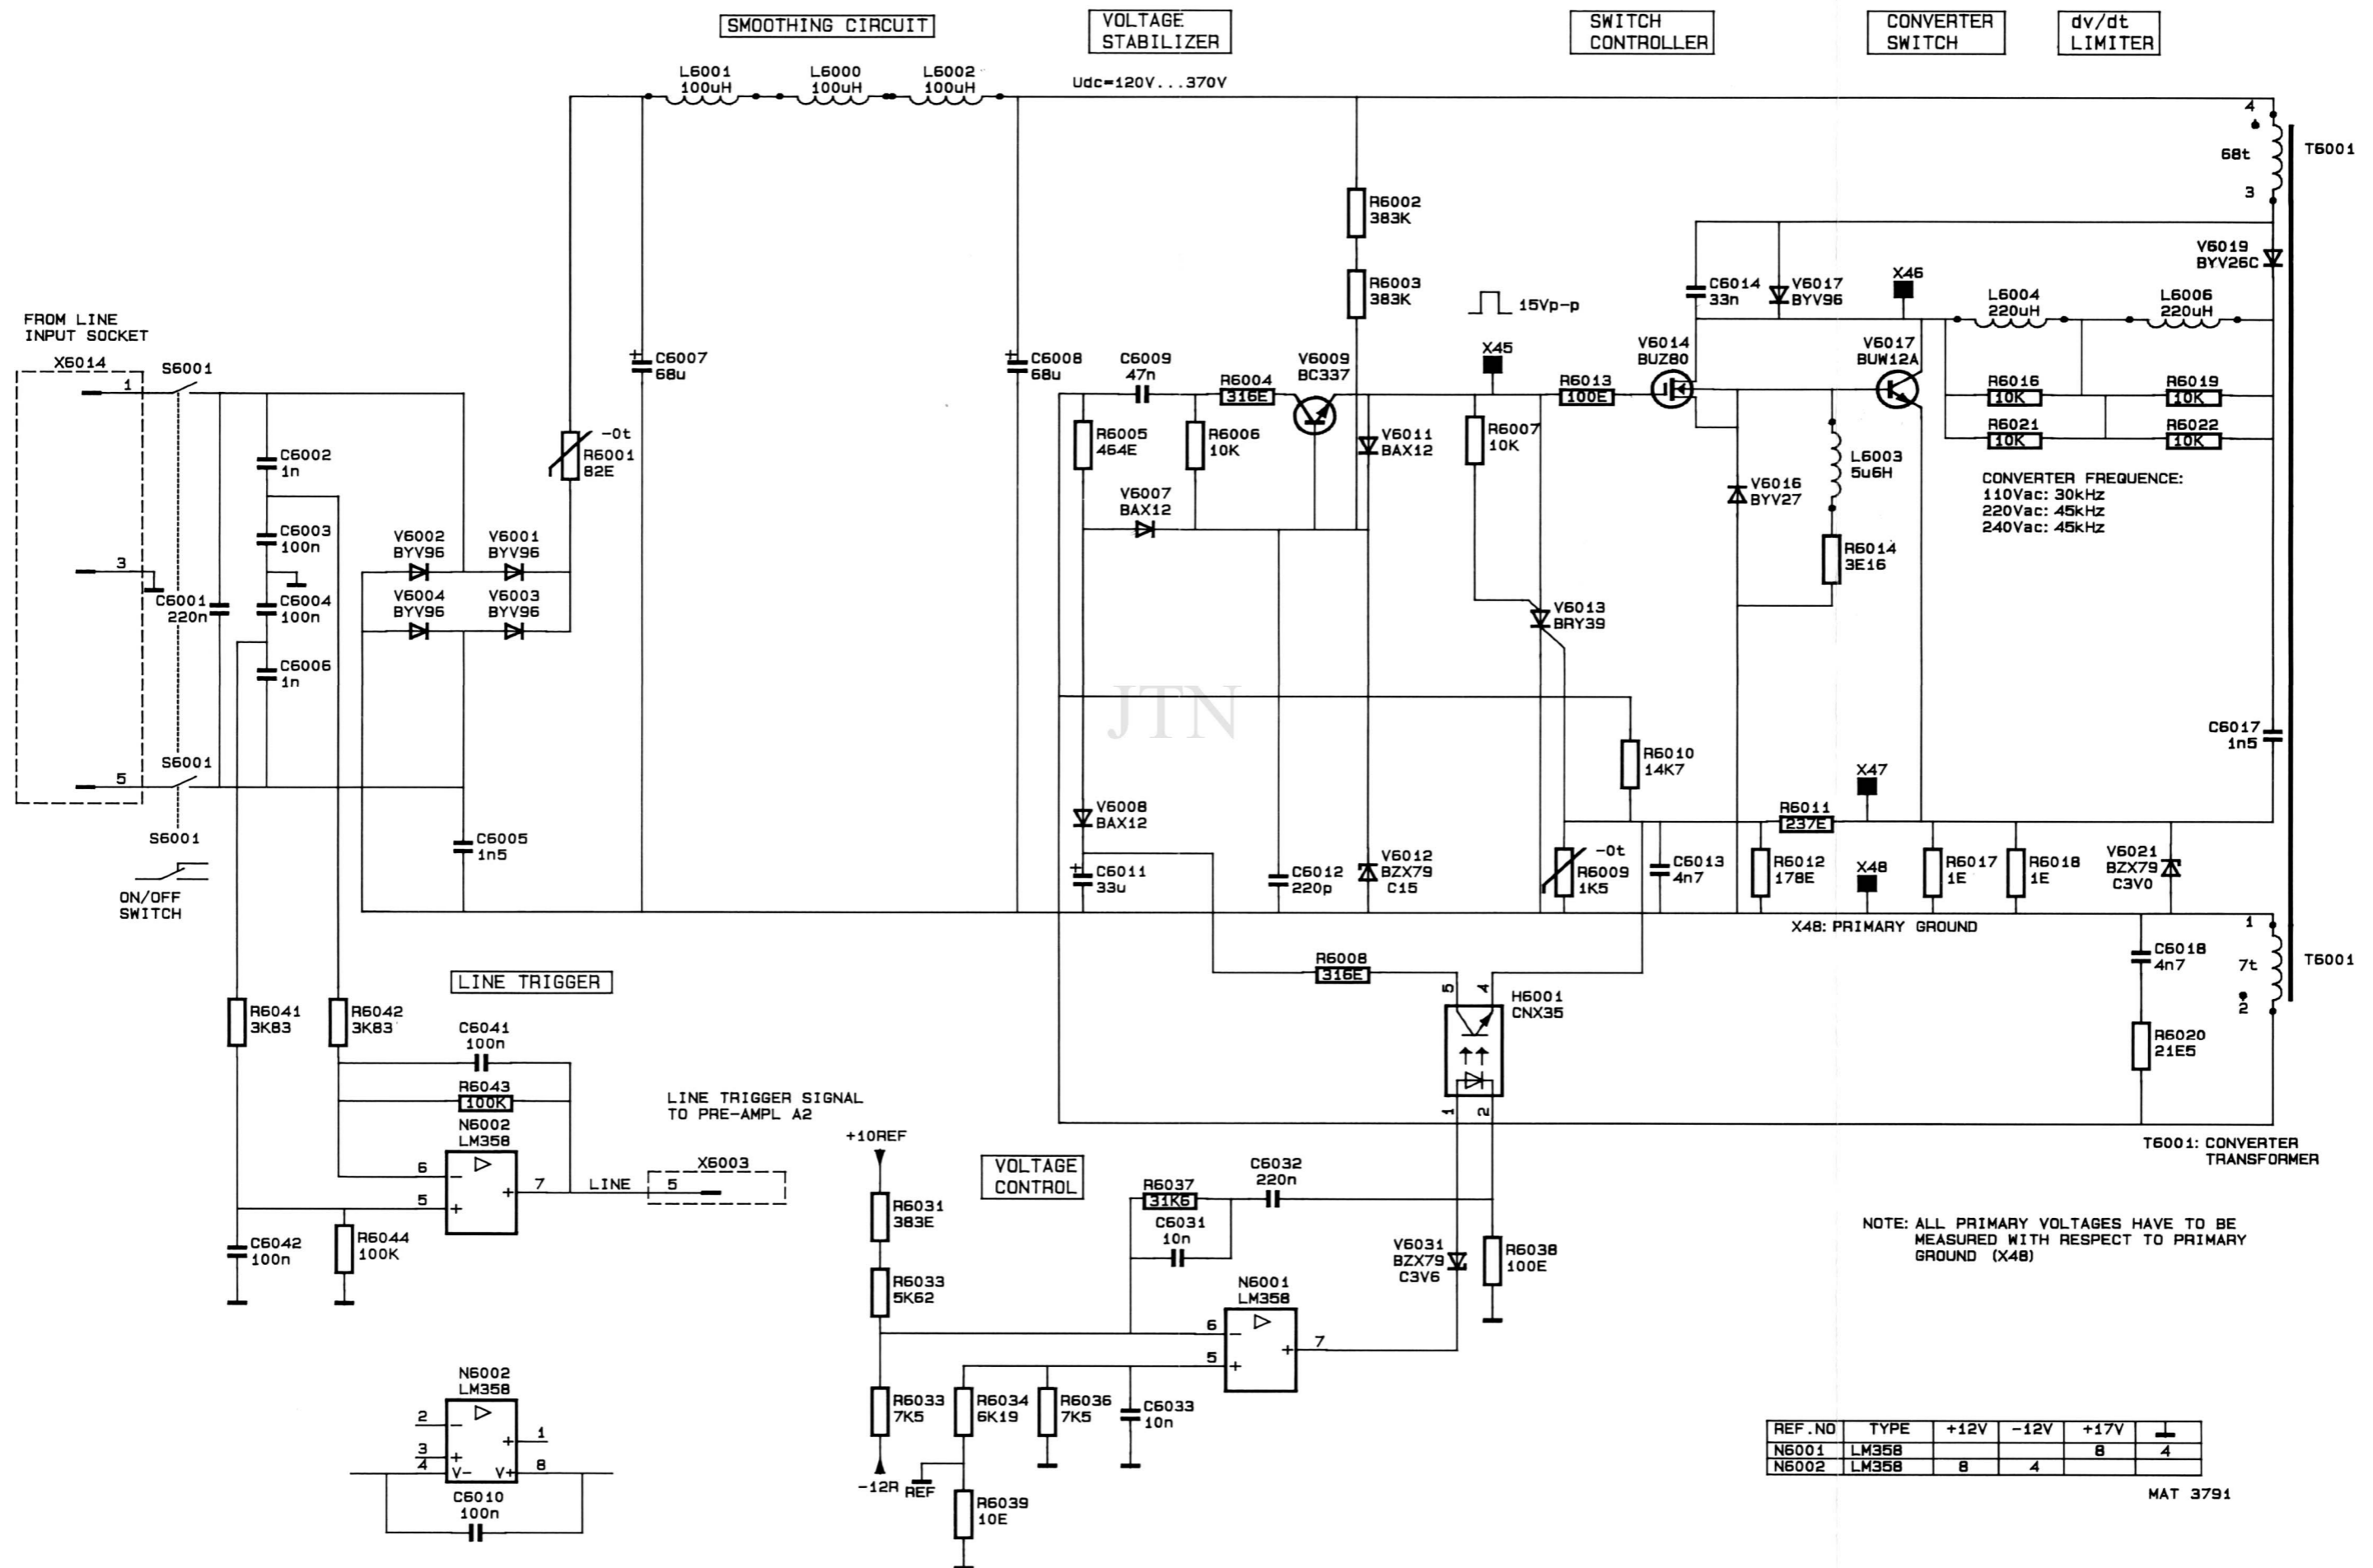 SMOOTHING CIRCUIT
VOLTAGE
STABILIZER
SWITCH
CONTROLLER
CONVERTER
SWITCH
dv/dt
LIMITER
L6001
100uH
L6000
100uH
L6002
100uH
Udc=120V...370V
4
68t
3
T6001
R6002
383K
R6003
383K
C6014
33n
V6017
BYV96
X46
V6019
BYV26C
L6004
220uH
L6006
220uH
15Vp-p
FROM LINE
INPUT SOCKET
X6014
S6001
1
C6007
68u
C6008
68u
C6009
47n
R6004
316E
V6009
BC337
X45
R6013
100E
V6014
BUZ80
V6017
BUW12A
R6016
10K
R6019
10K
R6021
10K
R6022
10K
C6002
1n
-0t
R6001
82E
R6005
464E
R6006
10K
V6011
BAX12
R6007
10K
L6003
5u6H
V6016
BYV27
CONVERTER FREQUENCE:
110Vac: 30kHz
220Vac: 45kHz
240Vac: 45kHz
V6007
BAX12
C6003
100n
V6002
BYV96
V6001
BYV96
R6014
3E16
3
C6001
220n
C6004
100n
V6004
BYV96
V6003
BYV96
V6013
BRY39
C6006
1n
JTN
C6017
1n5
R6010
14K7
S6001
5
X47
V6008
BAX12
R6011
237E
S6001
C6005
1n5
ON/OFF
SWITCH
C6011
33u
C6012
220p
V6012
BZX79
C15
-0t
R6009
1K5
C6013
4n7
R6012
178E
X48
R6017
1E
R6018
1E
V6021
BZX79
C3V0
X48: PRIMARY GROUND
1
7t
2
T6001
C6018
4n7
LINE TRIGGER
R6008
316E
5
4
H6001
CNX35
1
2
R6041
3K83
R6042
3K83
C6041
100n
R6020
21E5
R6043
100K
N6002
LM358
6
5
7
LINE
LINE TRIGGER SIGNAL
TO PRE-AMPL A2
X6003
5
+10REF
T6001: CONVERTER
TRANSFORMER
VOLTAGE
CONTROL
R6037
31K6
C6032
220n
C6031
10n
R6031
383E
C6042
100n
R6044
100K
V6031
BZX79
C3V6
R6038
100E
NOTE: ALL PRIMARY VOLTAGES HAVE TO BE
MEASURED WITH RESPECT TO PRIMARY
GROUND (X48)
R6033
5K62
N6001
LM358
6
5
7
R6033
7K5
R6034
6K19
R6036
7K5
C6033
10n
-12R
REF
R6039
10E
N6002
LM358
2
3
4
V-
V+
1
8
C6010
100n
REF.NO TYPE +12V -12V +17V
N6001 LM358 8 4
N6002 LM358 8 4
MAT 3791